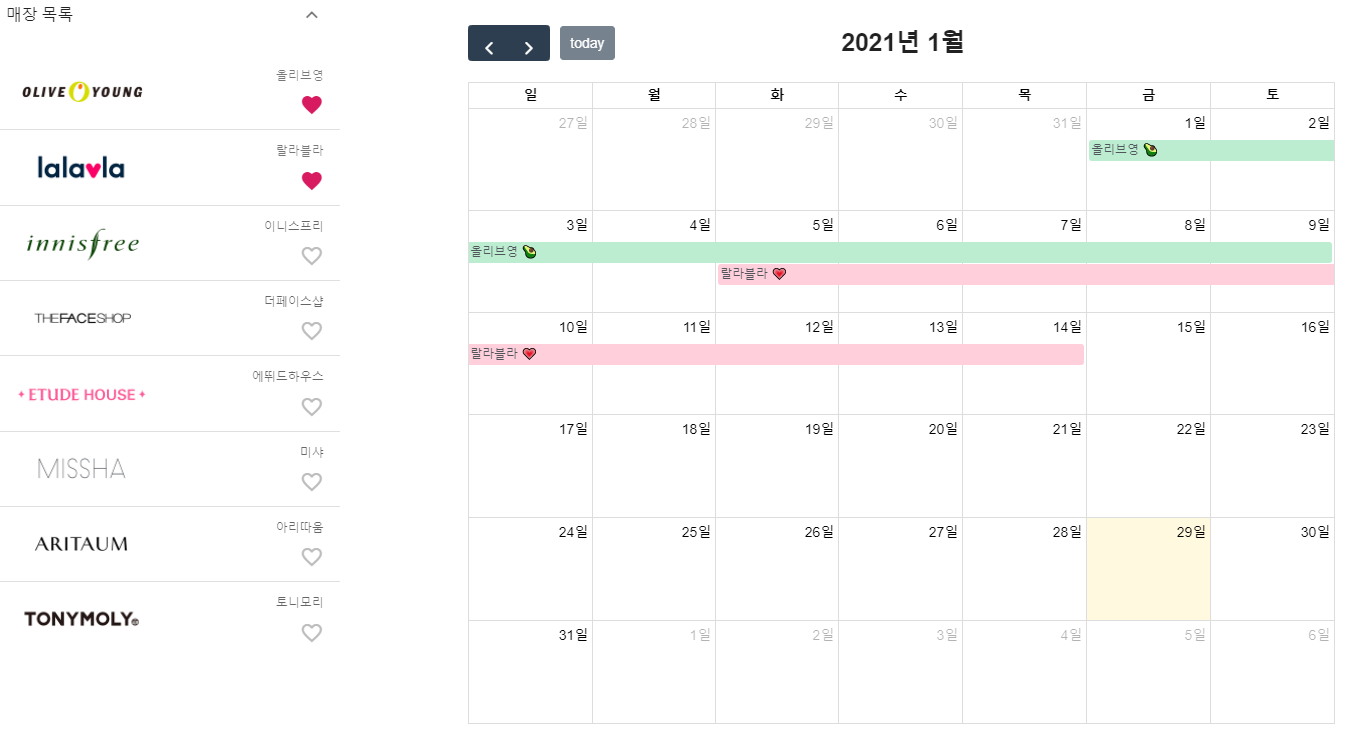 매장 목록
OLIVE YOUNG
올리브영
lalavla
랄라블라
innisfree
이니스프리
THEFACESHOP
더페이스샵
ETUDE HOUSE
에뛰드하우스
MISSHA
미샤
ARITAUM
아리따움
TONYMOLY
토니모리
today
2021년 1월
일 월 화 수 목 금 토
27일 28일 29일 30일 31일 1일 2일
올리브영 🥑
3일 4일 5일 6일 7일 8일 9일
올리브영 🥑
랄라블라 💗
10일 11일 12일 13일 14일 15일 16일
랄라블라 💗
17일 18일 19일 20일 21일 22일 23일
24일 25일 26일 27일 28일 29일 30일
31일 1일 2일 3일 4일 5일 6일